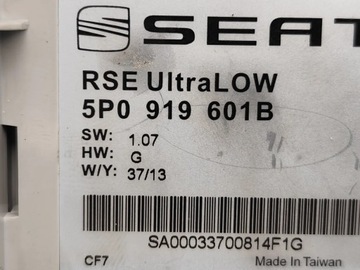 SEAT
RSE UltraLOW
5P0 919 601B
SW: 1.07
HW: G
W/Y: 37/13
SA00033700814F1G
CF7 Made In Taiwan